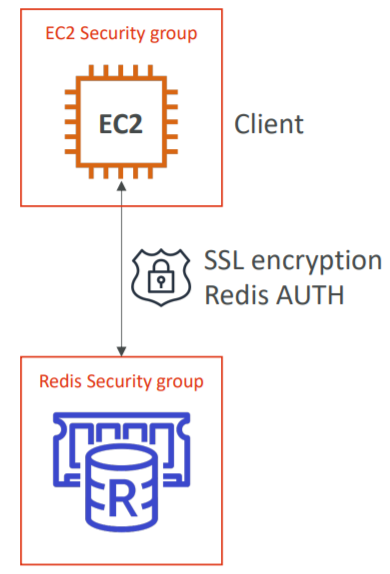 EC2 Security group
EC2
Client
SSL encryption
Redis AUTH
Redis Security group
R